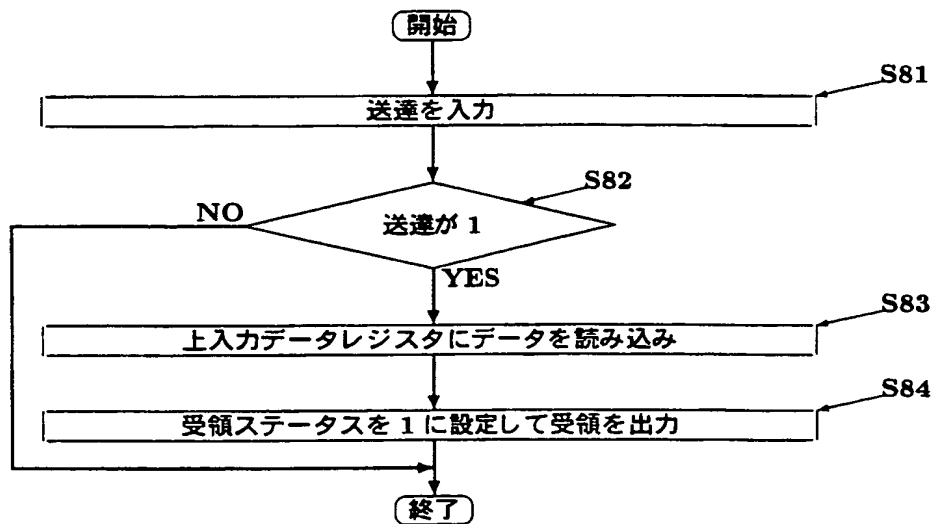 開始
S81
送達を入力
S82
NO
送達が 1
YES
S83
上入力データレジスタにデータを読み込み
S84
受領ステータスを 1 に設定して受領を出力
終了